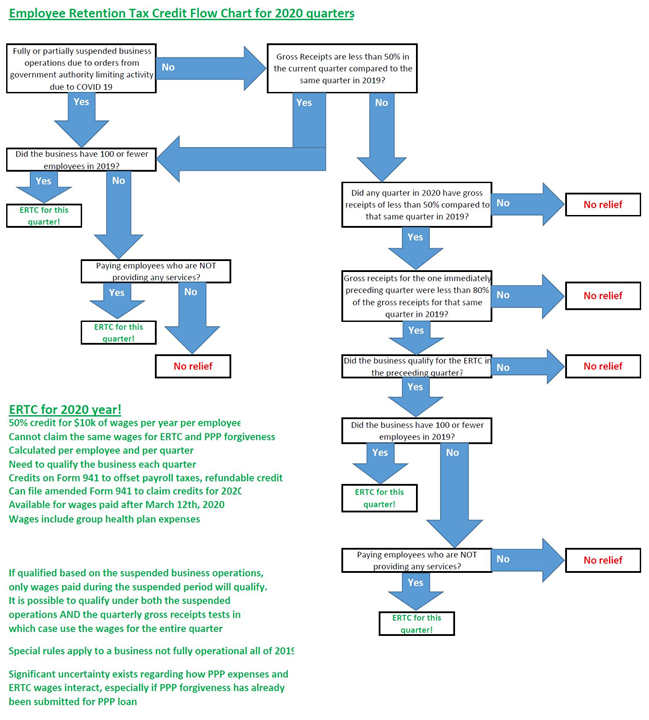 Employee Retention Tax Credit Flow Chart for 2020 quarters
Fully or partially suspended business
operations due to orders from
government authority limiting activity
due to COVID 19
No
Gross Receipts are less than 50% in
the current quarter compared to the
same quarter in 2019?
Yes
Yes
No
Did the business have 100 or fewer
employees in 2019?
Yes
No
ERTC for this
quarter!
Did any quarter in 2020 have gross
receipts of less than 50% compared to
that same quarter in 2019?
No
No relief
Yes
Paying employees who are NOT
providing any services?
Yes
No
ERTC for this
quarter!
No relief
Gross receipts for the one immediately
preceding quarter were less than 80%
of the gross receipts for that same
quarter in 2019?
No
No relief
Yes
Did the business qualify for the ERTC in
the preceeding quarter?
No
No relief
Yes
Did the business have 100 or fewer
employees in 2019?
Yes
No
ERTC for this
quarter!
Paying employees who are NOT
providing any services?
No
No relief
Yes
ERTC for this
quarter!
ERTC for 2020 year!
50% credit for $10k of wages per year per employee
Cannot claim the same wages for ERTC and PPP forgiveness
Calculated per employee and per quarter
Need to qualify the business each quarter
Credits on Form 941 to offset payroll taxes, refundable credit
Can file amended Form 941 to claim credits for 2020
Available for wages paid after March 12th, 2020
Wages include group health plan expenses
If qualified based on the suspended business operations,
only wages paid during the suspended period will qualify.
It is possible to qualify under both the suspended
operations AND the quarterly gross receipts tests in
which case use the wages for the entire quarter
Special rules apply to a business not fully operational all of 2019
Significant uncertainty exists regarding how PPP expenses and
ERTC wages interact, especially if PPP forgiveness has already
been submitted for PPP loan